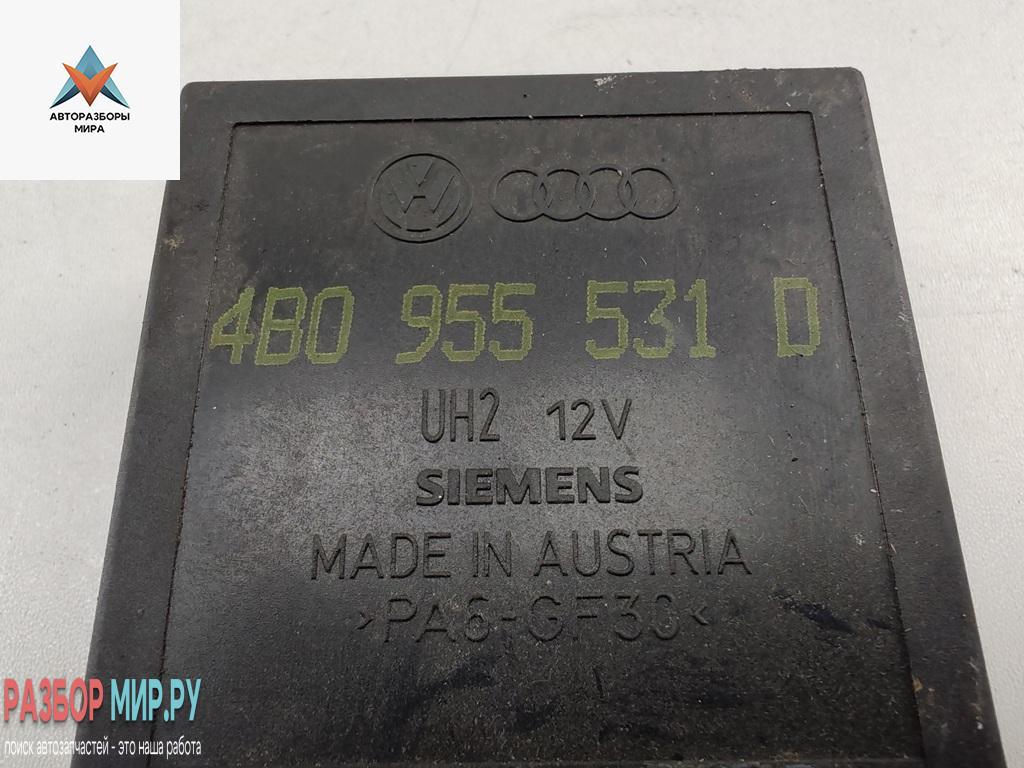 АВТОРАЗБОРЫ
МИРА
4B0 955 531 D
UH2 12V
SIEMENS
MADE IN AUSTRIA
>PA6-GF30<
РАЗБОР МИР.РУ
поиск автозапчастей - это наша работа